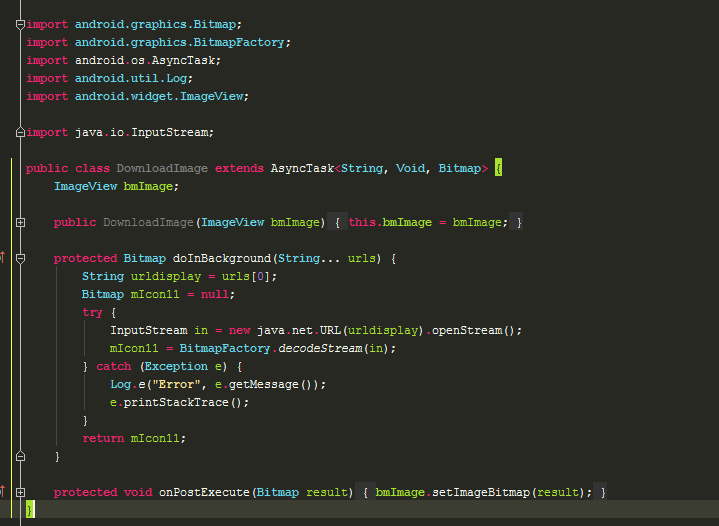 import android.graphics.Bitmap;
import android.graphics.BitmapFactory;
import android.os.AsyncTask;
import android.util.Log;
import android.widget.ImageView;
import java.io.InputStream;
public class DownloadImage extends AsyncTask<String, Void, Bitmap> {
ImageView bmImage;
public DownloadImage(ImageView bmImage) { this.bmImage = bmImage; }
protected Bitmap doInBackground(String... urls) {
String urldisplay = urls[0];
Bitmap mIcon11 = null;
try {
InputStream in = new java.net.URL(urldisplay).openStream();
mIcon11 = BitmapFactory.decodeStream(in);
} catch (Exception e) {
Log.e("Error", e.getMessage());
e.printStackTrace();
}
return mIcon11;
}
protected void onPostExecute(Bitmap result) { bmImage.setImageBitmap(result); }
}